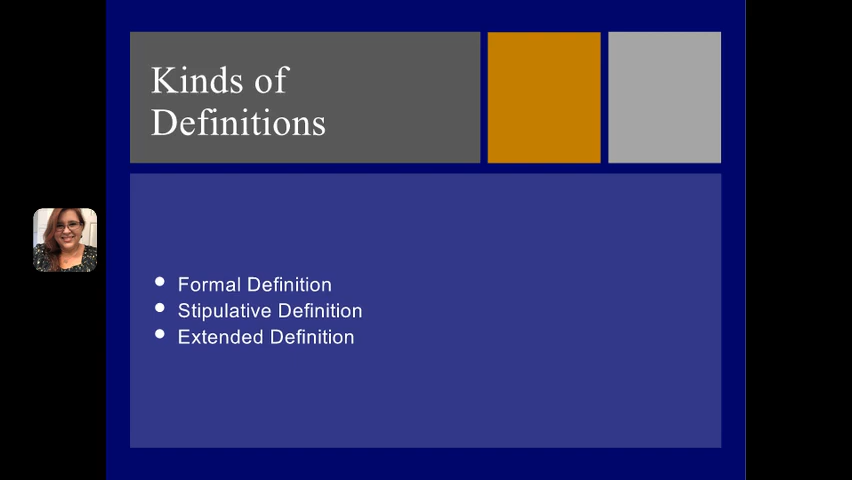 Kinds of
Definitions
Formal Definition
Stipulative Definition
Extended Definition